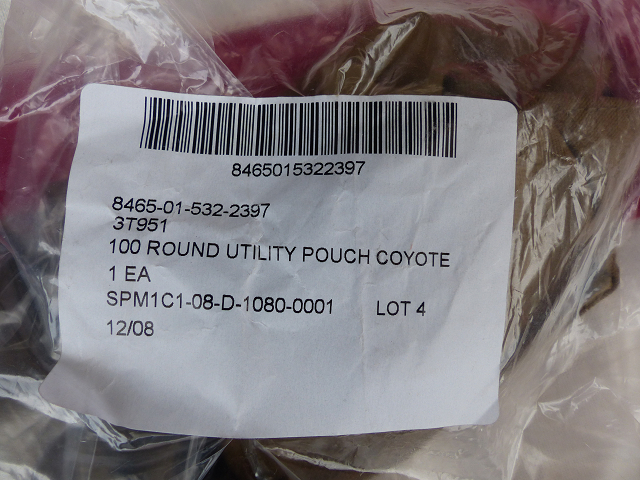 8465015322397
8465-01-532-2397
3T951
100 ROUND UTILITY POUCH COYOTE
1 EA
SPM1C1-08-D-1080-0001 LOT 4
12/08